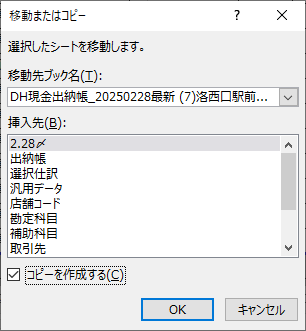 移動またはコピー
選択したシートを移動します。
移動先ブック名(T):
DH現金出納帳_20250228最新 (7)洛西口駅前...
挿入先(B):
2.28〆
出納帳
選択仕訳
汎用データ
店舗コード
勘定科目
補助科目
取引先
コピーを作成する(C)
OK
キャンセル